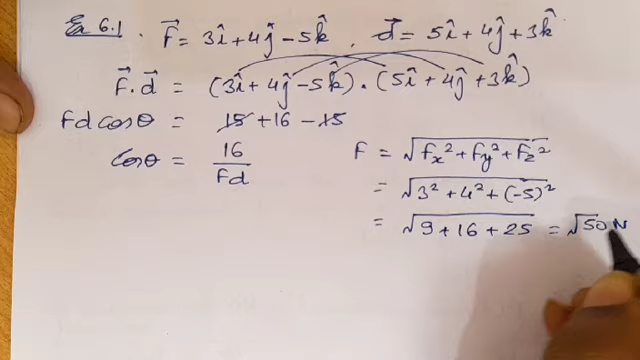 Ex 6.1 . F⃗ = 3î + 4ĵ - 5k̂ , d⃗ = 5î + 4ĵ + 3k̂
F⃗ . d⃗ = (3î + 4ĵ - 5k̂) . (5î + 4ĵ + 3k̂)
Fd cosθ = 15 + 16 - 15
cosθ = 16 / Fd
F = √(Fx² + Fy² + Fz²)
= √(3² + 4² + (-5)²)
= √(9 + 16 + 25) = √50 N